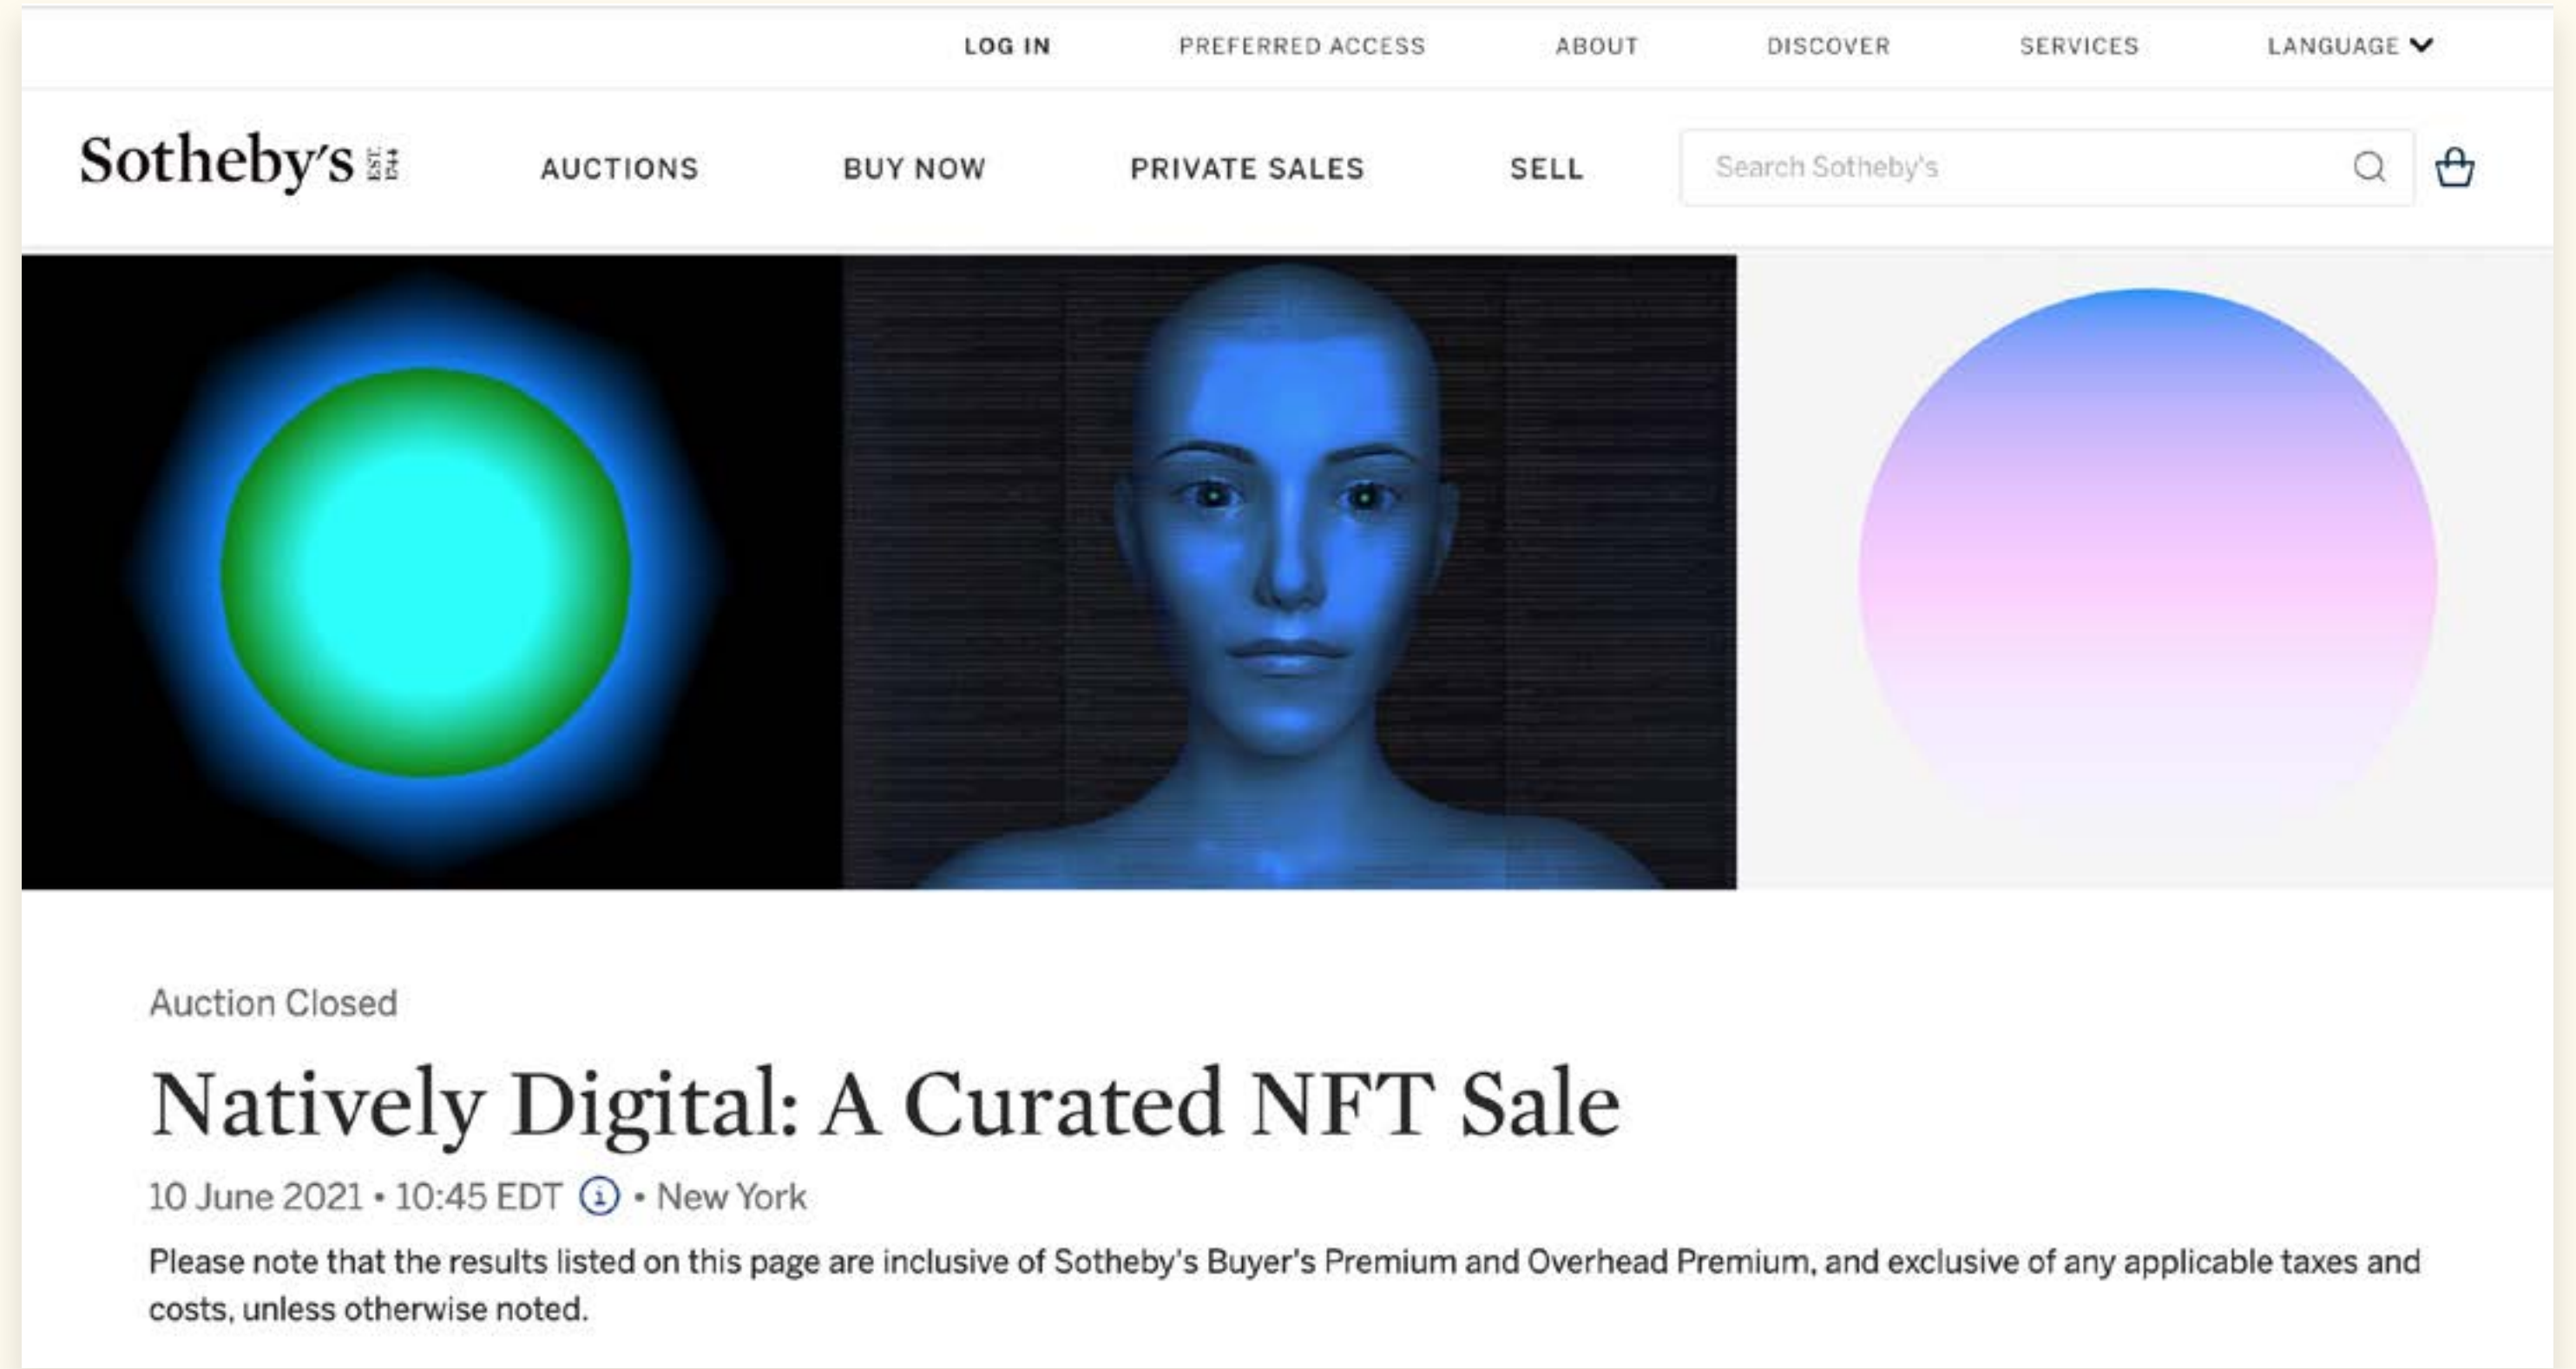 LOG IN PREFERRED ACCESS ABOUT DISCOVER SERVICES LANGUAGE
Sotheby's EST. 1744 AUCTIONS BUY NOW PRIVATE SALES SELL Search Sotheby's
Auction Closed
Natively Digital: A Curated NFT Sale
10 June 2021 • 10:45 EDT i • New York
Please note that the results listed on this page are inclusive of Sotheby's Buyer's Premium and Overhead Premium, and exclusive of any applicable taxes and
costs, unless otherwise noted.